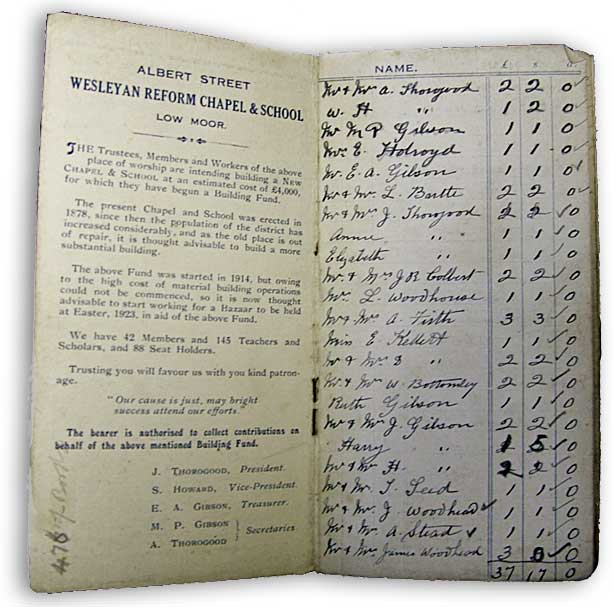 ALBERT STREET
WESLEYAN REFORM CHAPEL & SCHOOL
LOW MOOR.
THE Trustees, Members and Workers of the above
place of worship are intending building a NEW
CHAPEL & SCHOOL at an estimated cost of £4,000,
for which they have begun a Building Fund.
The present Chapel and School was erected in
1878, since then the population of the district has
increased considerably, and as the old place is out
of repair, it is thought advisable to build a more
substantial building.
The above Fund was started in 1914, but owing
to the high cost of material building operations
could not be commenced, so it is now thought
advisable to start working for a Bazaar to be held
at Easter, 1923, in aid of the above Fund.
We have 42 Members and 145 Teachers and
Scholars, and 88 Seat Holders.
Trusting you will favour us with you kind patron-
age.
"Our cause is just, may bright
success attend our efforts."
The bearer is authorised to collect contributions on
behalf of the above mentioned Building Fund.
J. THOROGOOD, President.
S. HOWARD, Vice-President.
E. A. GIBSON, Treasurer.
M. P. GIBSON
A. THOROGOOD } Secretaries
NAME. £ s d.
Mr & Mrs A. Thorogood 2 2 0
W. H " 1 2 0
Mr M P Gibson 1 1 0
Mrs E. Holroyd 1 1 0
Mr. E. A. Gibson 1 1 0
Mr & Mrs L. Bartle 2 2 0
Mr & Mrs J. Thorogood 2 2 0
Annie " 1 1 0
Elizabeth " 1 1 0
Mr. & Mrs J R Colbert 2 2 0
Mrs. L. Woodhouse 1 1 0
Mr & Mrs A. Firth 3 3 0
Miss E. Kellett 1 1 0
Mr & Mrs " 2 2 0
Mr & Mrs W. Bottomley 2 2 0
Ruth Gibson 1 1 0
Mr & Mrs J. Gibson 2 2 0
Harry " 1 5 0
Mr & Mrs H. " 2 2 0
Mr & Mrs T. 1 1 0
Mr & Mrs J. Woodhead 1 1 0
Mr & Mrs A. Stead 1 1 0
Mr & Mrs James Woodhead 3 0
37 17 0